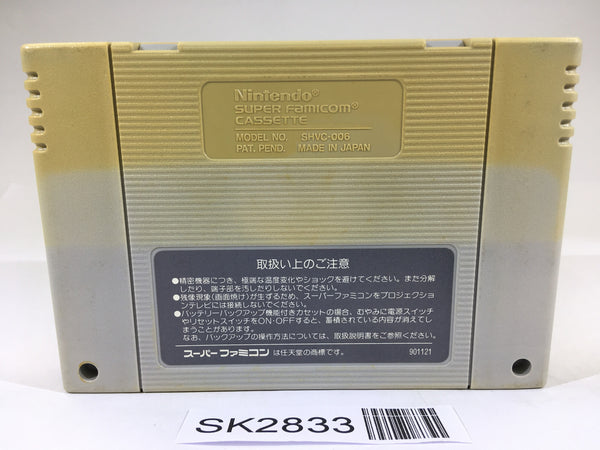 Nintendo®
SUPER FAMICOM®
CASSETTE
MODEL NO. SHVC-006
PAT. PEND. MADE IN JAPAN
取扱い上のご注意
●精密機器につき、極端な温度変化やショックを避けてください。また分解
したり、端子部を汚したりしないでください。
●残像現象(画面焼け)が生ずるため、スーパーファミコンをプロジェクショ
ンテレビには接続しないでください。
●バッテリーバックアップ機能付きカセットの場合、むやみに電源スイッチ
やリセットスイッチをON・OFFすると、蓄積されている内容が消えてし
まうことがあります。
なお、バックアップの操作方法については、取扱説明書をご参照ください。
スーパーファミコン は任天堂の商標です。 901121
SK2833